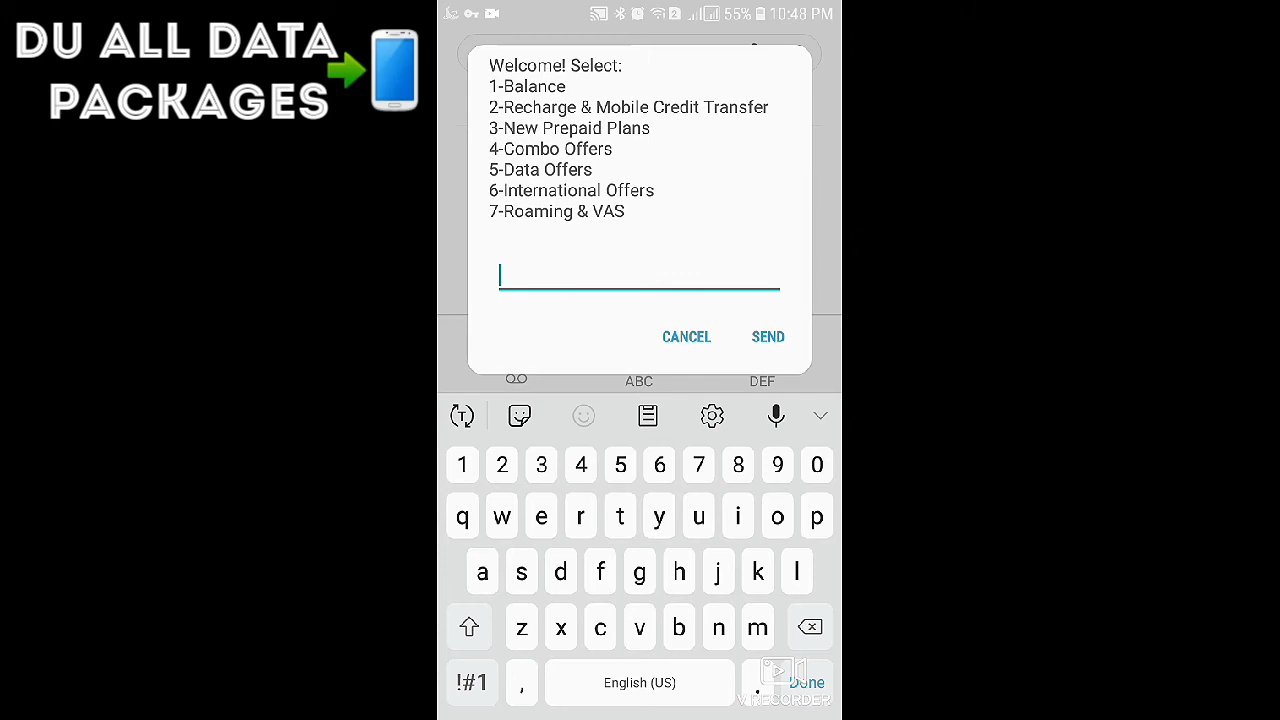 DU ALL DATA
PACKAGES
2
55%
10:48 PM
Welcome! Select:
1-Balance
2-Recharge & Mobile Credit Transfer
3-New Prepaid Plans
4-Combo Offers
5-Data Offers
6-International Offers
7-Roaming & VAS
CANCEL SEND
ABC DEF
T
1 2 3 4 5 6 7 8 9 0
q w e r t y u i o p
a s d f g h j k l
z x c v b n m
!#1 , English (US) . Done
V RECORDER